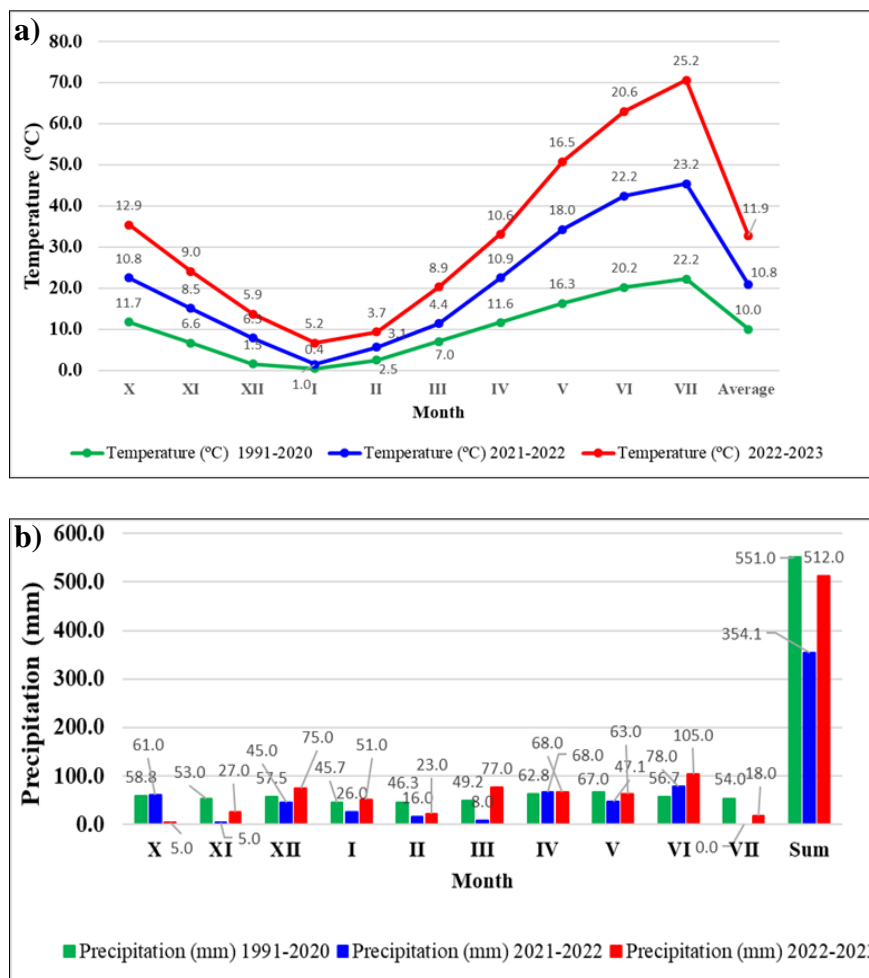 a)
80.0
70.0
60.0
50.0
40.0
30.0
20.0
10.0
0.0
Temperature (ºC)
12.9 9.0 5.9 5.2 3.7 8.9 10.6 16.5 20.6 25.2 11.9
10.8 8.5 6.3 1.0 3.1 4.4 10.9 18.0 22.2 23.2 10.8
11.7 6.6 1.5 0.4 2.5 7.0 11.6 16.3 20.2 22.2 10.0
X XI XII I II III IV V VI VII Average
Month
Temperature (ºC) 1991-2020 Temperature (ºC) 2021-2022 Temperature (ºC) 2022-2023
b)
600.0
500.0
400.0
300.0
200.0
100.0
0.0
Precipitation (mm)
58.8 53.0 57.5 45.7 46.3 49.2 62.8 67.0 56.7 54.0 551.0
61.0 5.0 45.0 26.0 16.0 8.0 68.0 47.1 78.0 0.0 354.1
5.0 27.0 75.0 51.0 23.0 77.0 68.0 63.0 105.0 18.0 512.0
X XI XII I II III IV V VI VII Sum
Month
Precipitation (mm) 1991-2020 Precipitation (mm) 2021-2022 Precipitation (mm) 2022-2023